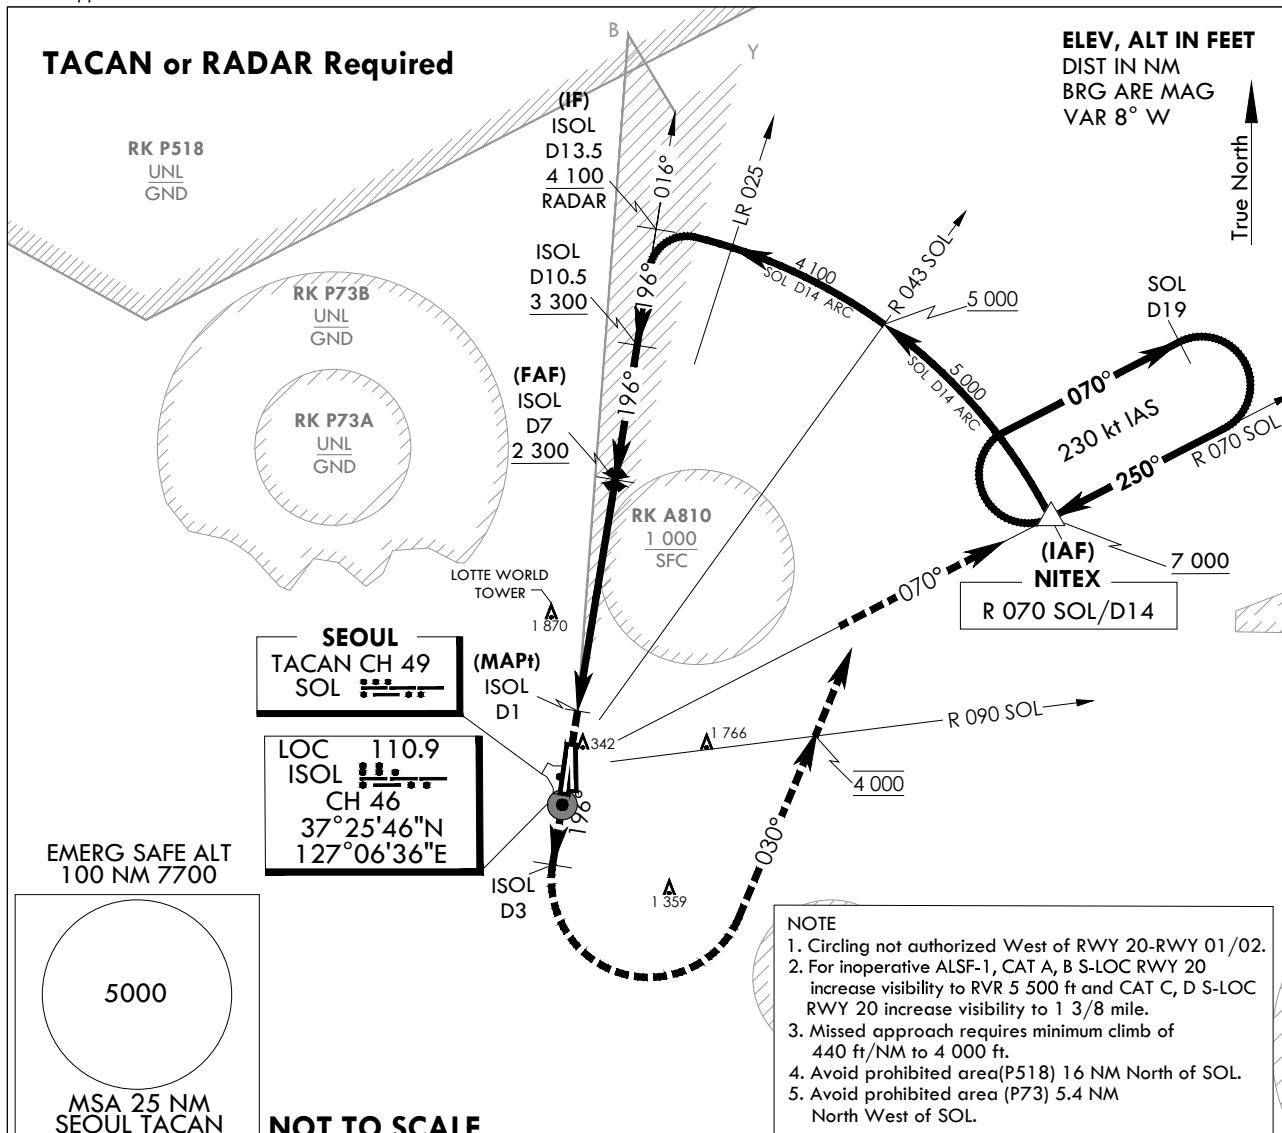 TACAN or RADAR Required
ELEV, ALT IN FEET
DIST IN NM
BRG ARE MAG
VAR 8° W
True North
B
Y
RK P518
UNL
GND
(IF)
ISOL
D13.5
4 100
RADAR
016°
LR 025
ISOL
D10.5
3 300
196°
4 100
SOL D14 ARC
R 043 SOL
5 000
SOL
D19
RK P73B
UNL
GND
(FAF)
ISOL
D7
2 300
196°
5 000
SOL D14 ARC
070°
230 kt IAS
250°
R 070 SOL
RK P73A
UNL
GND
RK A810
1 000
SFC
070°
(IAF)
NITEX
R 070 SOL/D14
7 000
LOTTE WORLD
TOWER
1 870
SEOUL
TACAN CH 49
SOL
(MAPt)
ISOL
D1
342
1 766
R 090 SOL
4 000
LOC 110.9
ISOL
CH 46
37°25'46"N
127°06'36"E
196°
030°
ISOL
D3
1 359
EMERG SAFE ALT
100 NM 7700
5000
MSA 25 NM
SEOUL TACAN
NOT TO SCALE
NOTE
1. Circling not authorized West of RWY 20-RWY 01/02.
2. For inoperative ALSF-1, CAT A, B S-LOC RWY 20
increase visibility to RVR 5 500 ft and CAT C, D S-LOC
RWY 20 increase visibility to 1 3/8 mile.
3. Missed approach requires minimum climb of
440 ft/NM to 4 000 ft.
4. Avoid prohibited area(P518) 16 NM North of SOL.
5. Avoid prohibited area (P73) 5.4 NM
North West of SOL.